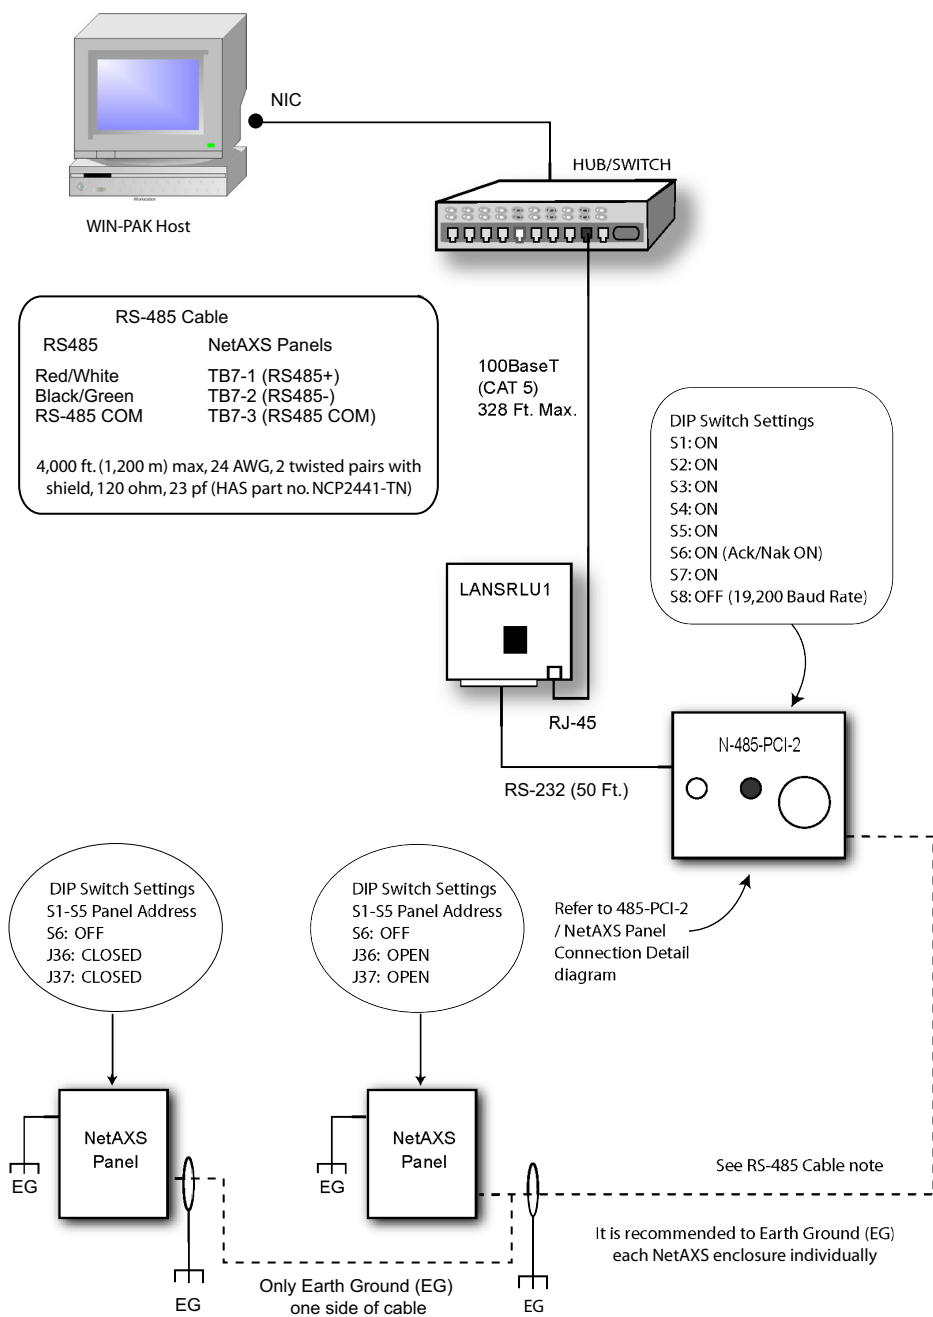 NIC
HUB/SWITCH
Workstation
WIN-PAK Host
RS-485 Cable
RS485 NetAXS Panels
Red/White TB7-1 (RS485+)
Black/Green TB7-2 (RS485-)
RS-485 COM TB7-3 (RS485 COM)
4,000 ft. (1,200 m) max, 24 AWG, 2 twisted pairs with
shield, 120 ohm, 23 pf (HAS part no. NCP2441-TN)
100BaseT
(CAT 5)
328 Ft. Max.
DIP Switch Settings
S1: ON
S2: ON
S3: ON
S4: ON
S5: ON
S6: ON (Ack/Nak ON)
S7: ON
S8: OFF (19,200 Baud Rate)
LANSRLU1
RJ-45
N-485-PCI-2
RS-232 (50 Ft.)
DIP Switch Settings
S1-S5 Panel Address
S6: OFF
J36: CLOSED
J37: CLOSED
DIP Switch Settings
S1-S5 Panel Address
S6: OFF
J36: OPEN
J37: OPEN
Refer to 485-PCI-2
/ NetAXS Panel
Connection Detail
diagram
NetAXS
Panel
EG
EG
NetAXS
Panel
EG
EG
See RS-485 Cable note
It is recommended to Earth Ground (EG)
each NetAXS enclosure individually
Only Earth Ground (EG)
one side of cable